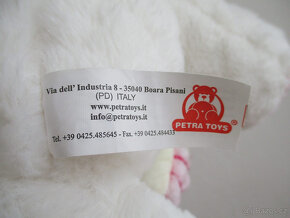 Via dell' Industria 8 - 35040 Boara Pisani
(PD) ITALY
www.petratoys.it
info@petratoys.it
Tel. +39 0425.485645 - Fax. +39 0425.484433
PETRA TOYS